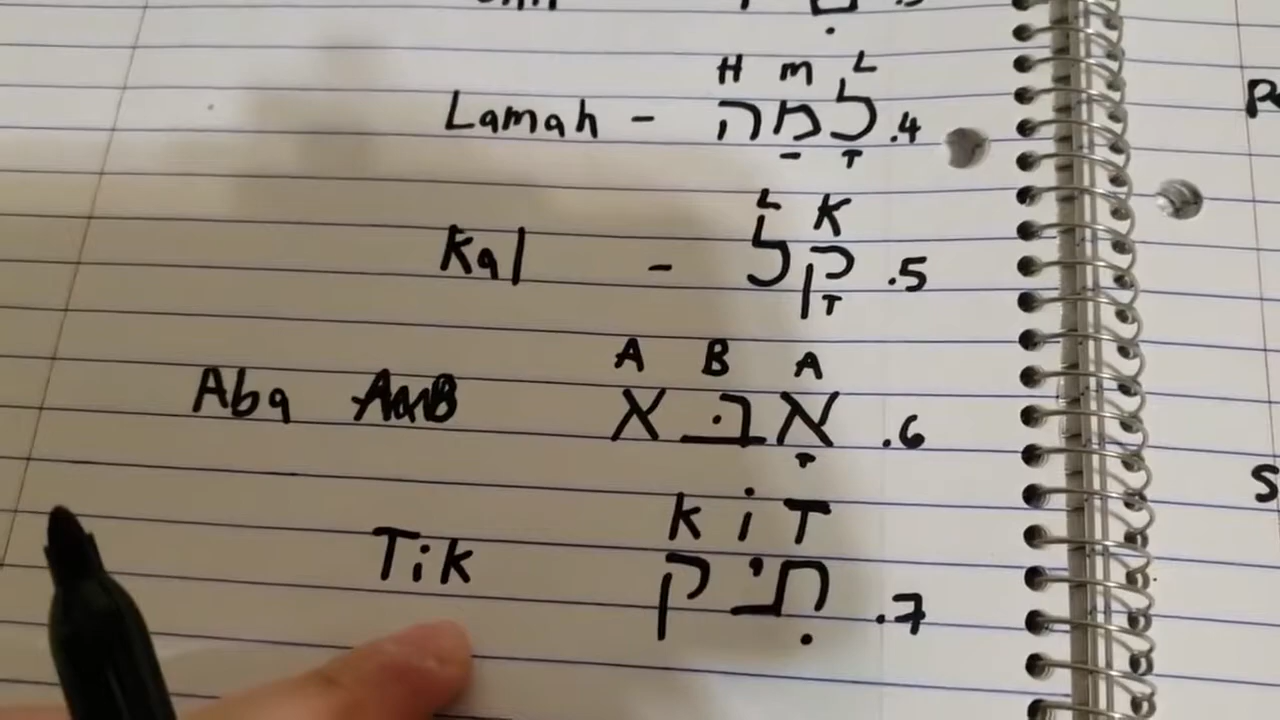 H m L
Lamah - לָמַה .4
L K
Kal - קָל .5
A B A
Aba אָבּא .6
K i T
Tik תִיק .7